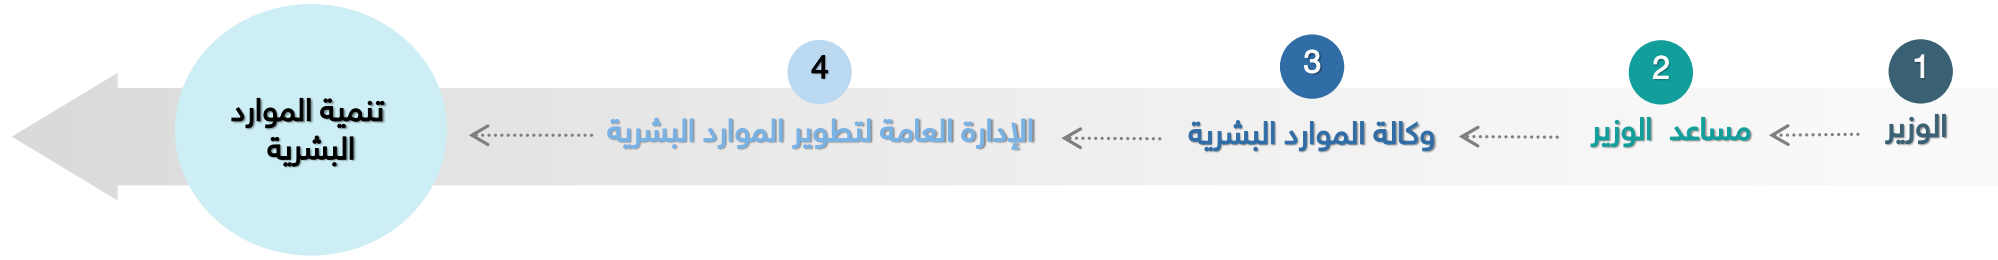 1
الوزير
2
مساعد الوزير
3
وكالة الموارد البشرية
4
الإدارة العامة لتطوير الموارد البشرية
تنمية الموارد
البشرية